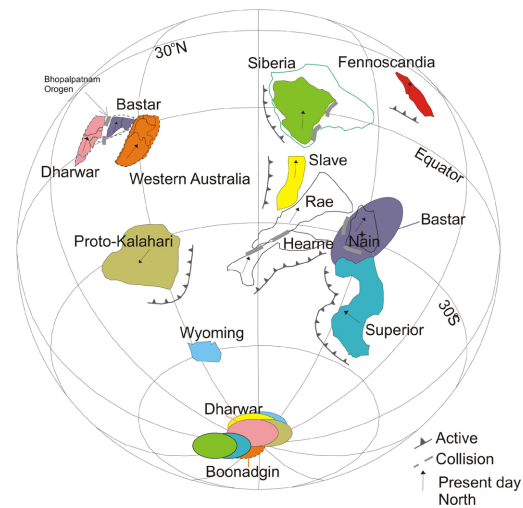 30°N
Siberia
Fennoscandia
Bhopalpatnam
Orogen
Bastar
Dharwar
Western Australia
Slave
Equator
Rae
Bastar
Proto-Kalahari
Hearne
Nain
30S
Wyoming
Superior
Dharwar
Boonadgin
Active
Collision
Present day
North